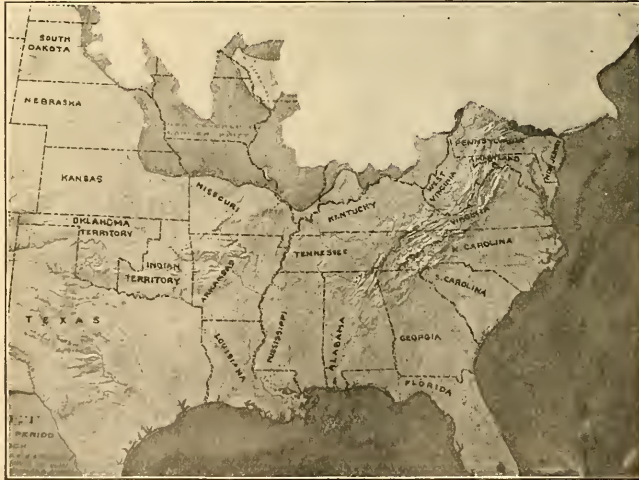 SOUTH
DAKOTA
NEBRASKA
KANSAS
OKLAHOMA
TERRITORY
INDIAN
TERRITORY
TEXAS
MISSOURI
ARKANSAS
LOUISIANA
MISSISSIPPI
ALABAMA
TENNESSEE
KENTUCKY
WEST
VIRGINIA
PENNSYLVANIA
MARYLAND
NEW JERSEY
VIRGINIA
N. CAROLINA
S. CAROLINA
GEORGIA
FLORIDA
PERIOD